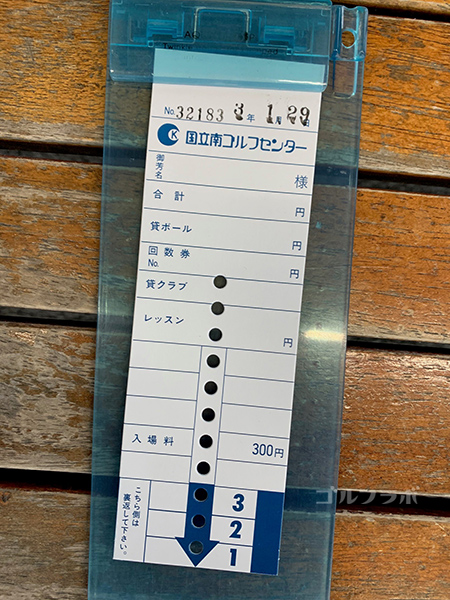 No. 32183 3年 1月29日
K 国立南ゴルフセンター
御芳名 様
合計 円
貸ボール 円
回数券 No. 円
貸クラブ
レッスン 円
入場料 300円
3
2
1
こちら側は
裏返して下さい。
ゴルフラボ